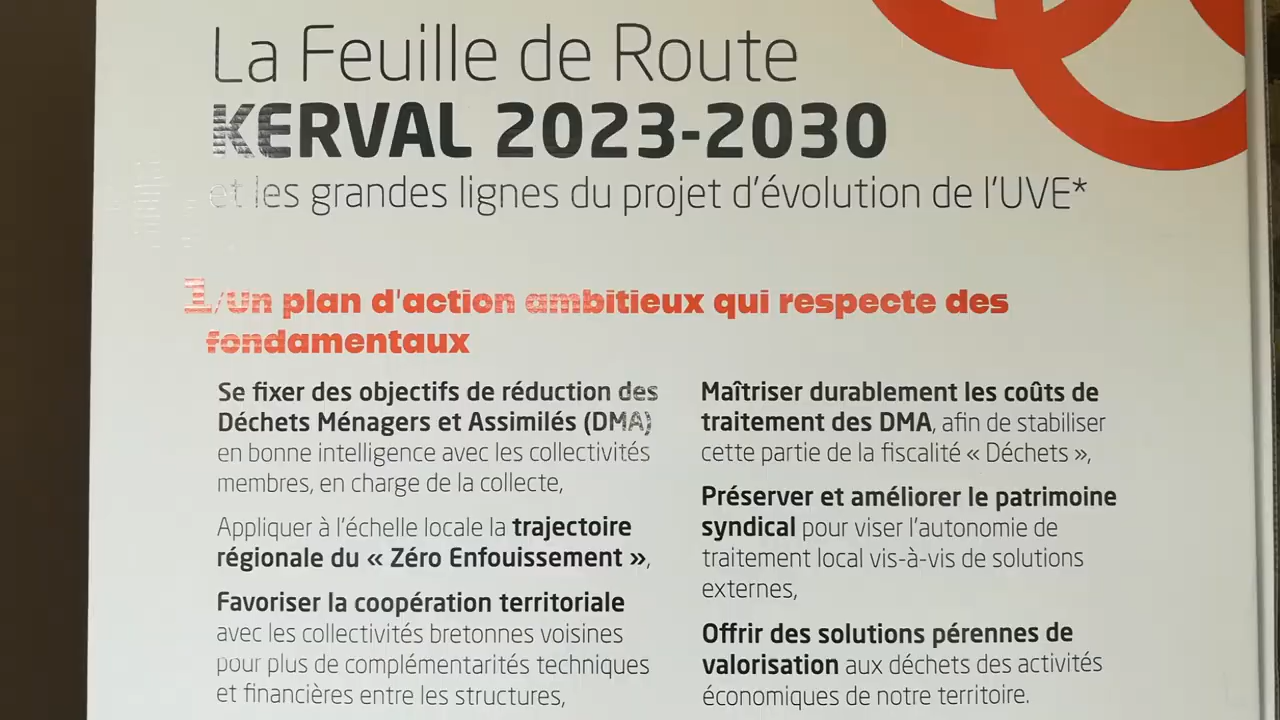 La Feuille de Route
KERVAL 2023-2030
et les grandes lignes du projet d'évolution de l'UVE*
1/Un plan d'action ambitieux qui respecte des
fondamentaux
Se fixer des objectifs de réduction des
Déchets Ménagers et Assimilés (DMA)
en bonne intelligence avec les collectivités
membres, en charge de la collecte,
Appliquer à l'échelle locale la trajectoire
régionale du « Zéro Enfouissement »,
Favoriser la coopération territoriale
avec les collectivités bretonnes voisines
pour plus de complémentarités techniques
et financières entre les structures,
Maîtriser durablement les coûts de
traitement des DMA, afin de stabiliser
cette partie de la fiscalité « Déchets »,
Préserver et améliorer le patrimoine
syndical pour viser l'autonomie de
traitement local vis-à-vis de solutions
externes,
Offrir des solutions pérennes de
valorisation aux déchets des activités
économiques de notre territoire.